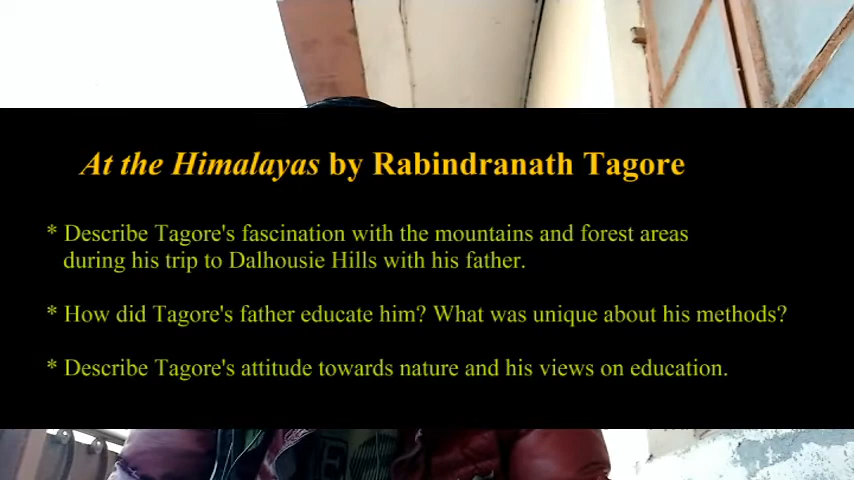 At the Himalayas by Rabindranath Tagore
* Describe Tagore's fascination with the mountains and forest areas
during his trip to Dalhousie Hills with his father.
* How did Tagore's father educate him? What was unique about his methods?
* Describe Tagore's attitude towards nature and his views on education.